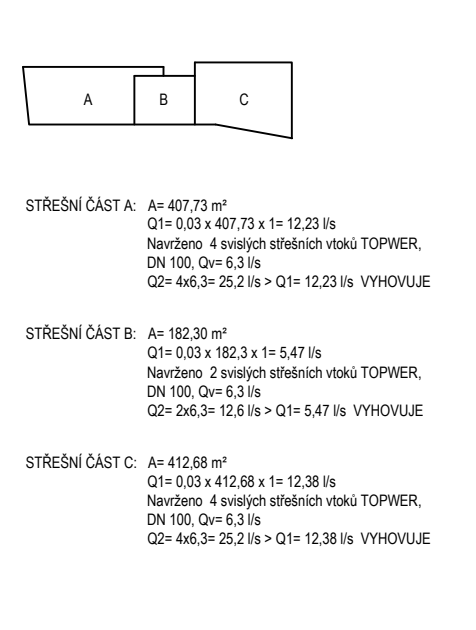 A
B
C
STŘEŠNÍ ČÁST A: A= 407,73 m²
Q1= 0,03 x 407,73 x 1= 12,23 l/s
Navrženo 4 svislých střešních vtoků TOPWER,
DN 100, Qv= 6,3 l/s
Q2= 4x6,3= 25,2 l/s > Q1= 12,23 l/s VYHOVUJE
STŘEŠNÍ ČÁST B: A= 182,30 m²
Q1= 0,03 x 182,3 x 1= 5,47 l/s
Navrženo 2 svislých střešních vtoků TOPWER,
DN 100, Qv= 6,3 l/s
Q2= 2x6,3= 12,6 l/s > Q1= 5,47 l/s VYHOVUJE
STŘEŠNÍ ČÁST C: A= 412,68 m²
Q1= 0,03 x 412,68 x 1= 12,38 l/s
Navrženo 4 svislých střešních vtoků TOPWER,
DN 100, Qv= 6,3 l/s
Q2= 4x6,3= 25,2 l/s > Q1= 12,38 l/s VYHOVUJE